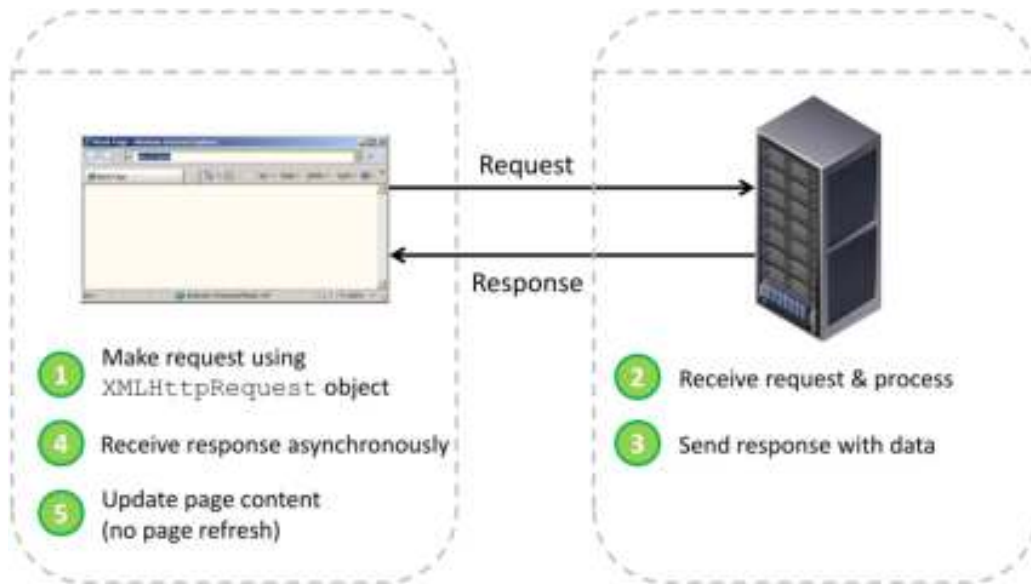 Request
Response
1 Make request using
XMLHttpRequest object
4 Receive response asynchronously
5 Update page content
(no page refresh)
2 Receive request & process
3 Send response with data